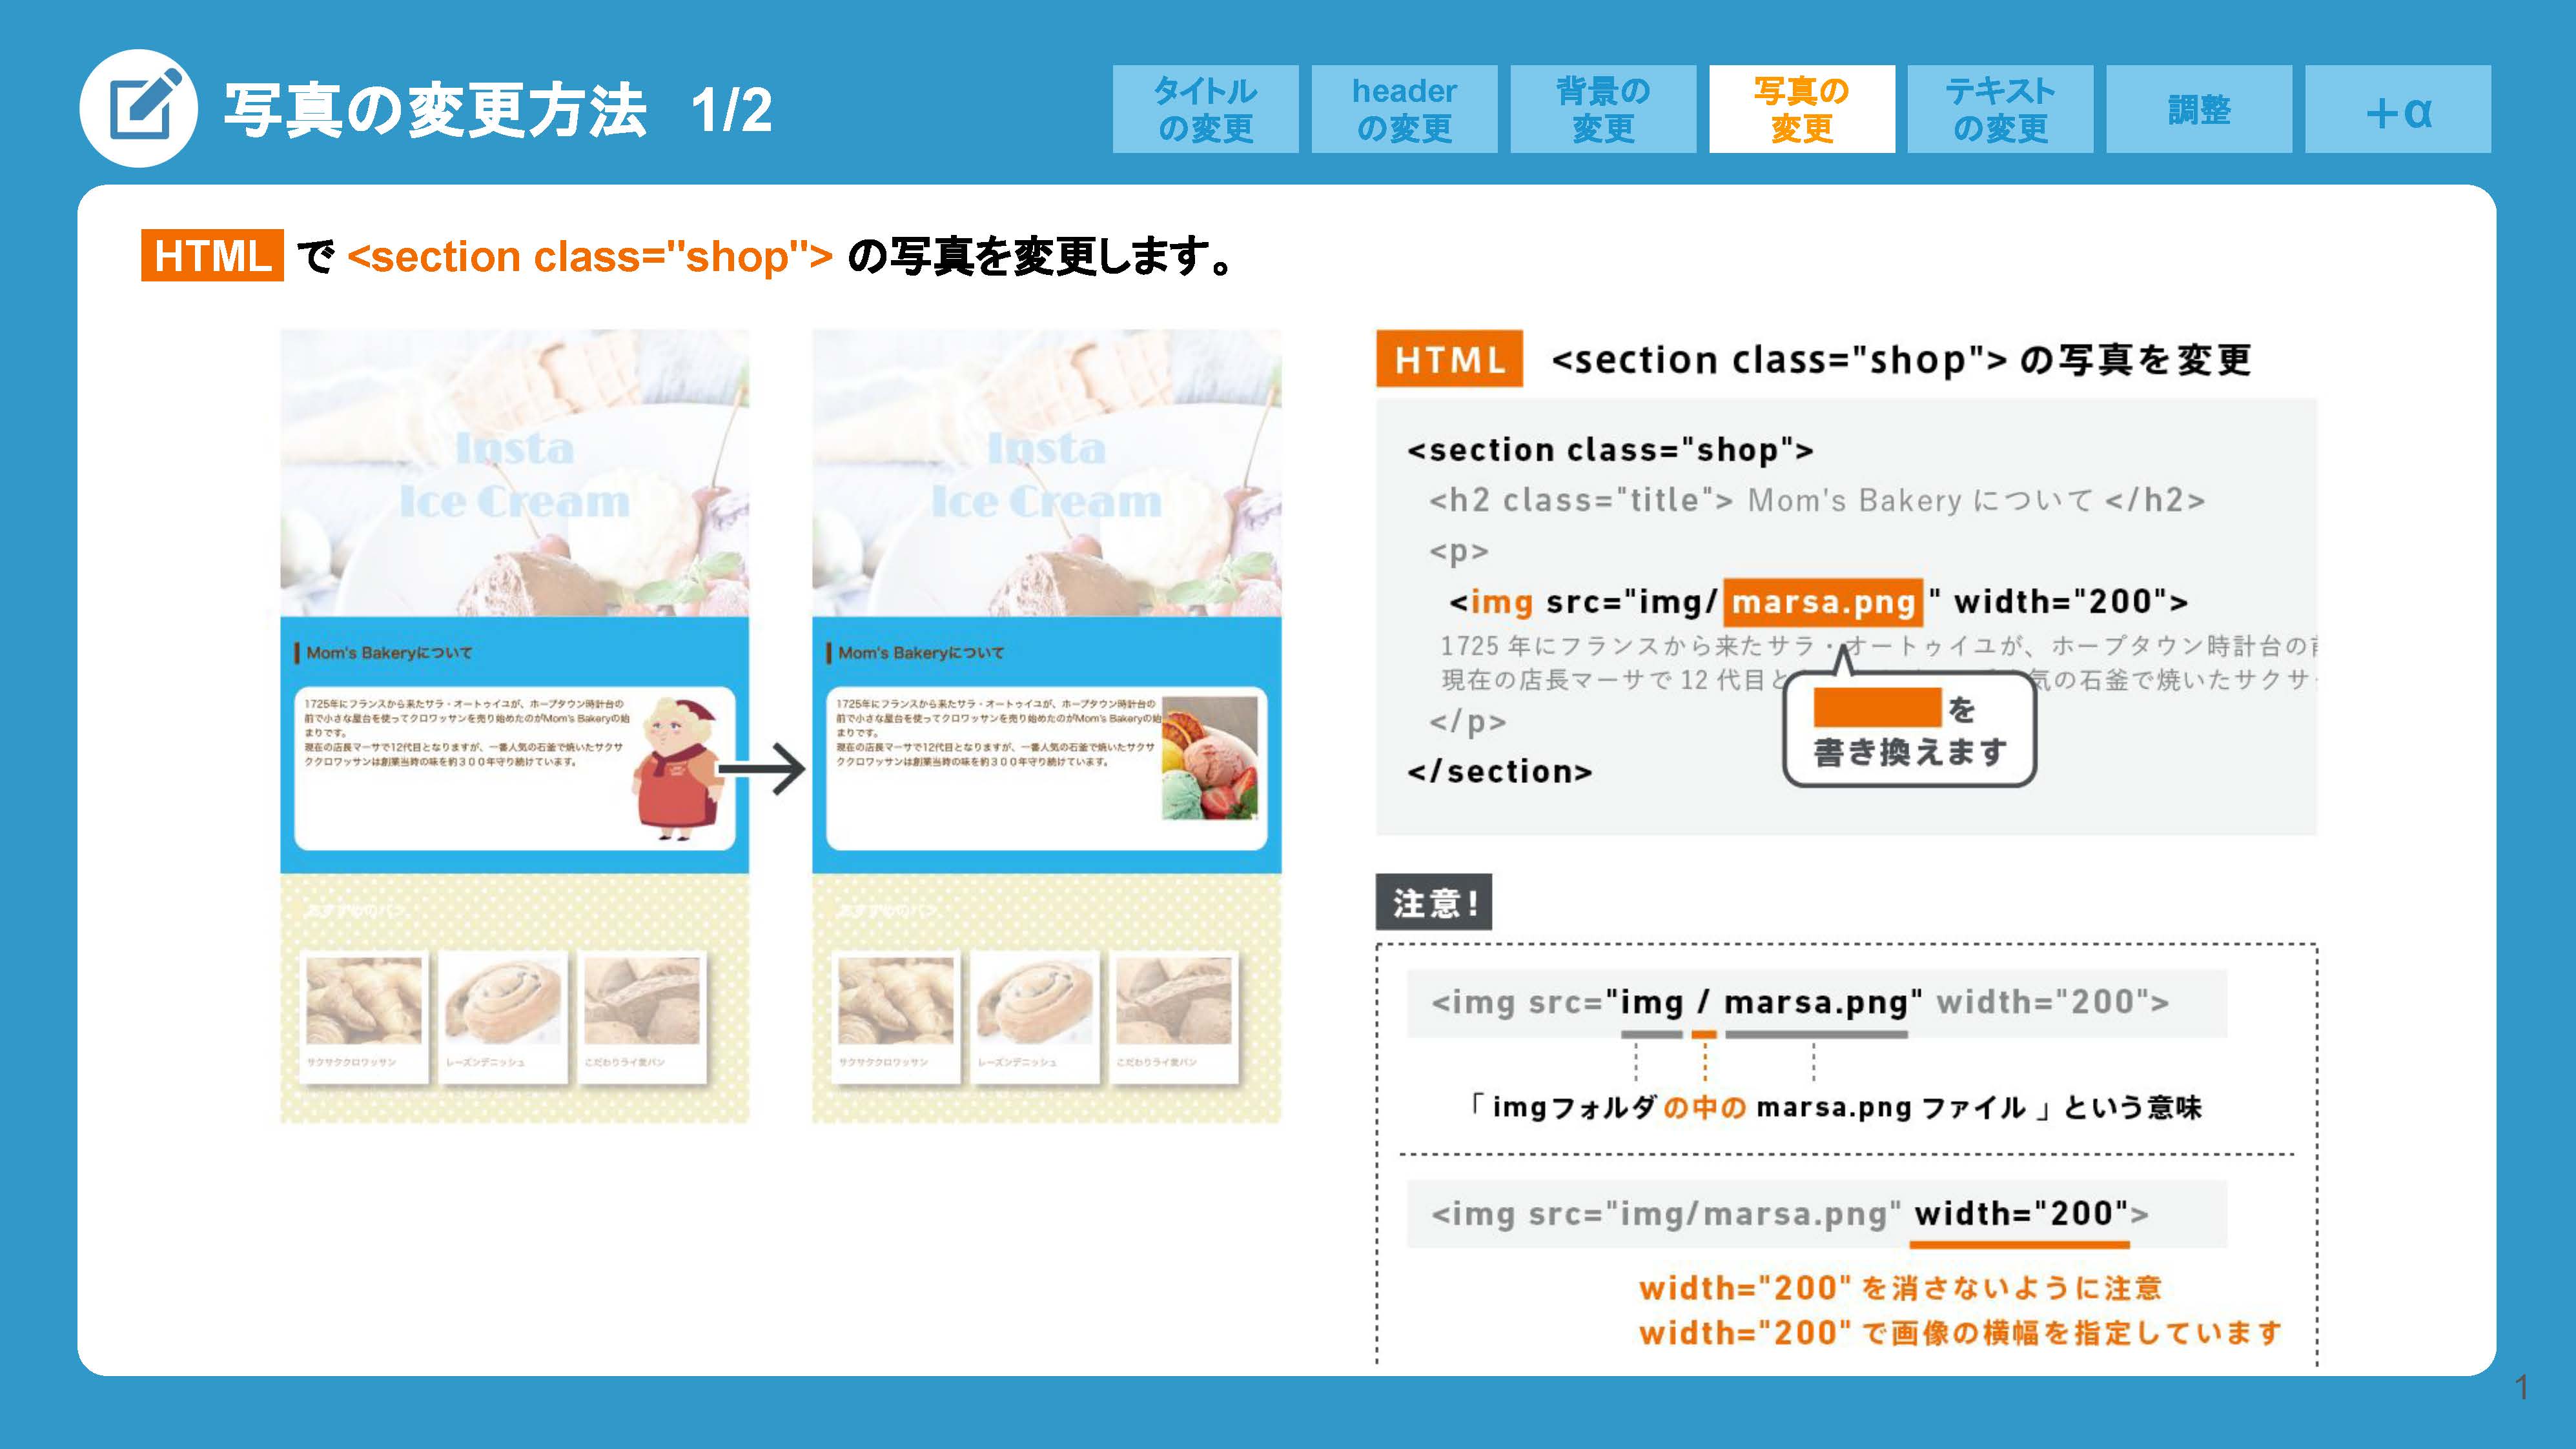 写真の変更方法 1/2
タイトル
の変更
header
の変更
背景の
変更
写真の
変更
テキスト
の変更
調整
+α
HTML で <section class="shop"> の写真を変更します。
Insta
Ice Cream
Mom's Bakeryについて
1725年にフランスから来たサラ・オートゥイユが、ホープタウン時計台の
前で小さな屋台を使ってクロワッサンを売り始めたのがMom's Bakeryの始
まりです。
現在の店長マーサで12代目となりますが、一番人気の石釜で焼いたサクサ
ククロワッサンは創業当時の味を約３００年守り続けています。
おすすめのパン
サクサククロワッサン
レーズンデニッシュ
こだわりライ麦パン
Insta
Ice Cream
Mom's Bakeryについて
1725年にフランスから来たサラ・オートゥイユが、ホープタウン時計台の
前で小さな屋台を使ってクロワッサンを売り始めたのがMom's Bakeryの始
まりです。
現在の店長マーサで12代目となりますが、一番人気の石釜で焼いたサクサ
ククロワッサンは創業当時の味を約３００年守り続けています。
おすすめのパン
サクサククロワッサン
レーズンデニッシュ
こだわりライ麦パン
HTML <section class="shop"> の写真を変更
<section class="shop">
<h2 class="title"> Mom's Bakery について </h2>
<p>
<img src="img/ marsa.png " width="200">
1725 年にフランスから来たサラ・オートゥイユが、ホープタウン時計台の
現在の店長マーサで 12 代目と 気の石釜で焼いたサクサ
</p>
</section>
を
書き換えます
注意!
<img src="img / marsa.png" width="200">
「 imgフォルダの中の marsa.png ファイル 」という意味
<img src="img/marsa.png" width="200">
width="200" を消さないように注意
width="200" で画像の横幅を指定しています
1